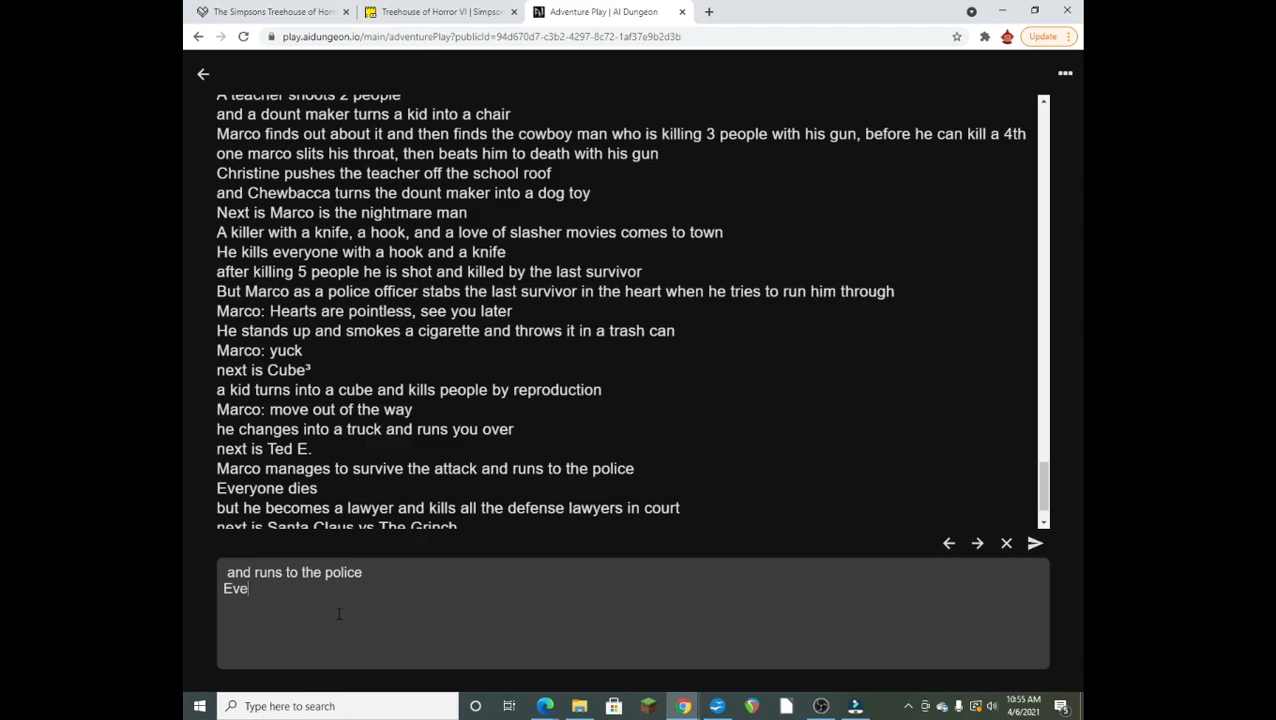 The Simpsons Treehouse of Horr
Treehouse of Horror VI | Simpson
Adventure Play | AI Dungeon
play.aidungeon.io/main/adventurePlay?publicId=94d670d7-c3b2-4297-8c72-1af37e9b2d3b
Update
A teacher shoots 2 people
and a dount maker turns a kid into a chair
Marco finds out about it and then finds the cowboy man who is killing 3 people with his gun, before he can kill a 4th
one marco slits his throat, then beats him to death with his gun
Christine pushes the teacher off the school roof
and Chewbacca turns the dount maker into a dog toy
Next is Marco is the nightmare man
A killer with a knife, a hook, and a love of slasher movies comes to town
He kills everyone with a hook and a knife
after killing 5 people he is shot and killed by the last survivor
But Marco as a police officer stabs the last survivor in the heart when he tries to run him through
Marco: Hearts are pointless, see you later
He stands up and smokes a cigarette and throws it in a trash can
Marco: yuck
next is Cube³
a kid turns into a cube and kills people by reproduction
Marco: move out of the way
he changes into a truck and runs you over
next is Ted E.
Marco manages to survive the attack and runs to the police
Everyone dies
but he becomes a lawyer and kills all the defense lawyers in court
next is Santa Claus vs The Grinch
and runs to the police
Eve
Type here to search
10:55 AM
4/6/2021
5